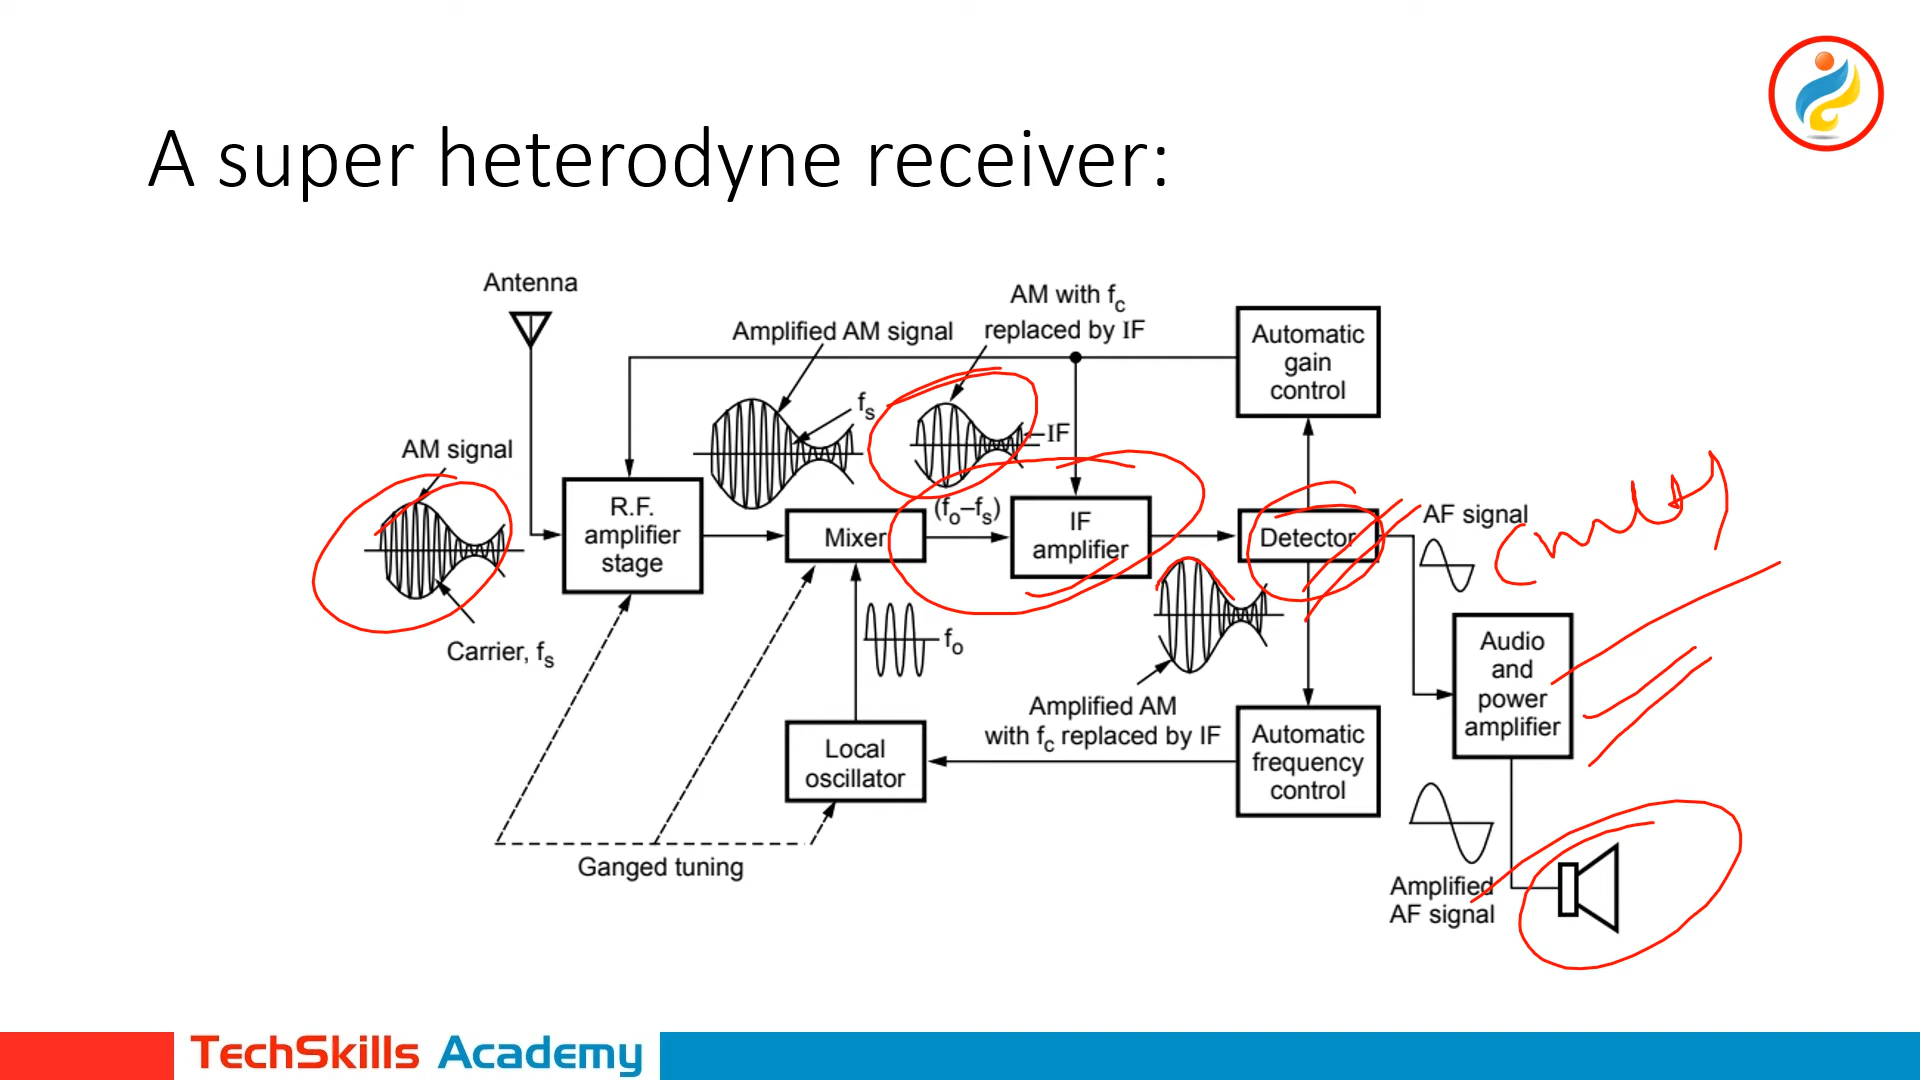 A super heterodyne receiver:
Antenna
AM with fc
replaced by IF
Amplified AM signal
Automatic
gain
control
fs
IF
AM signal
R.F.
amplifier
stage
Mixer
(fo–fs)
IF
amplifier
Detector
AF signal
Carrier, fs
fo
Amplified AM
with fc replaced by IF
Local
oscillator
Automatic
frequency
control
Audio
and
power
amplifier
Ganged tuning
Amplified
AF signal
TechSkills Academy